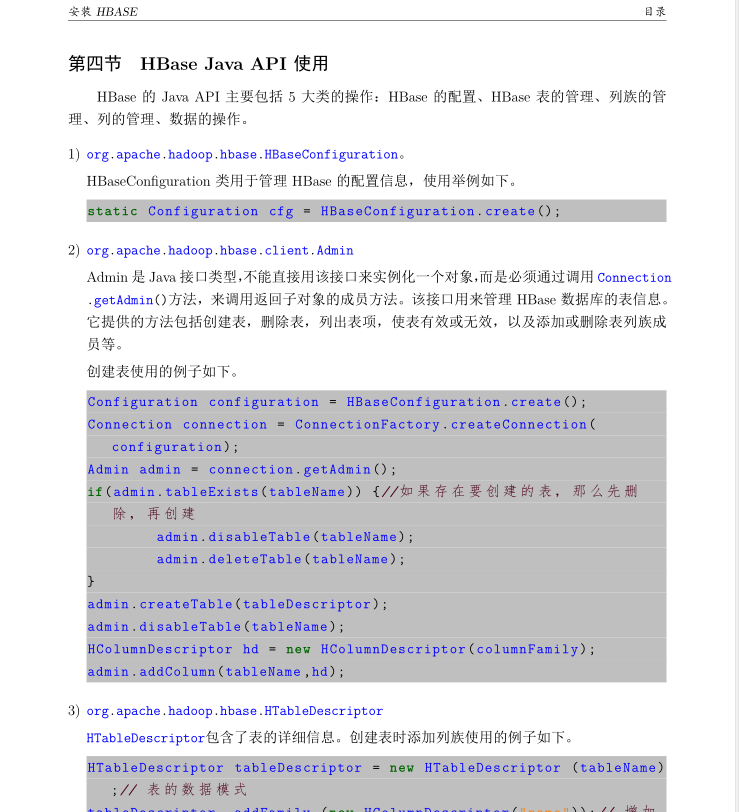 安装 HBASE 目录
第四节 HBase Java API 使用
HBase 的 Java API 主要包括 5 大类的操作：HBase 的配置、HBase 表的管理、列族的管
理、列的管理、数据的操作。
1) org.apache.hadoop.hbase.HBaseConfiguration。
HBaseConfiguration 类用于管理 HBase 的配置信息，使用举例如下。
static Configuration cfg = HBaseConfiguration.create();
2) org.apache.hadoop.hbase.client.Admin
Admin 是 Java 接口类型,不能直接用该接口来实例化一个对象,而是必须通过调用 Connection
.getAdmin()方法，来调用返回子对象的成员方法。该接口用来管理 HBase 数据库的表信息。
它提供的方法包括创建表，删除表，列出表项，使表有效或无效，以及添加或删除表列族成
员等。
创建表使用的例子如下。
Configuration configuration = HBaseConfiguration.create();
Connection connection = ConnectionFactory.createConnection(
configuration);
Admin admin = connection.getAdmin();
if(admin.tableExists(tableName)) {//如果存在要创建的表，那么先删
除，再创建
admin.disableTable(tableName);
admin.deleteTable(tableName);
}
admin.createTable(tableDescriptor);
admin.disableTable(tableName);
HColumnDescriptor hd = new HColumnDescriptor(columnFamily);
admin.addColumn(tableName,hd);
3) org.apache.hadoop.hbase.HTableDescriptor
HTableDescriptor包含了表的详细信息。创建表时添加列族使用的例子如下。
HTableDescriptor tableDescriptor = new HTableDescriptor (tableName)
;// 表的数据模式